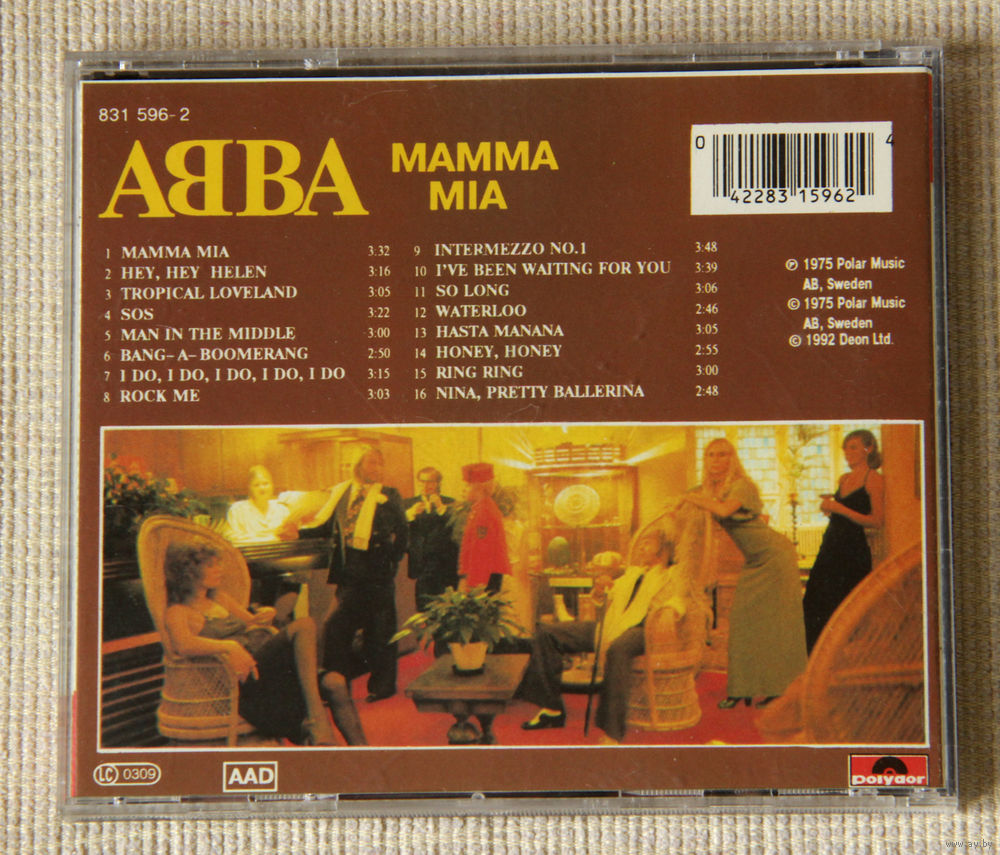 831 596-2
ABBA
MAMMA
MIA
0 42283 15962 4
1 MAMMA MIA 3:32
2 HEY, HEY HELEN 3:16
3 TROPICAL LOVELAND 3:05
4 SOS 3:22
5 MAN IN THE MIDDLE 3:00
6 BANG-A-BOOMERANG 2:50
7 I DO, I DO, I DO, I DO, I DO 3:15
8 ROCK ME 3:03
9 INTERMEZZO NO.1 3:48
10 I'VE BEEN WAITING FOR YOU 3:39
11 SO LONG 3:06
12 WATERLOO 2:46
13 HASTA MANANA 3:05
14 HONEY, HONEY 2:55
15 RING RING 3:00
16 NINA, PRETTY BALLERINA 2:48
℗ 1975 Polar Music
AB, Sweden
© 1975 Polar Music
AB, Sweden
© 1992 Deon Ltd.
LC 0309
AAD
Polydor
www.ay.by